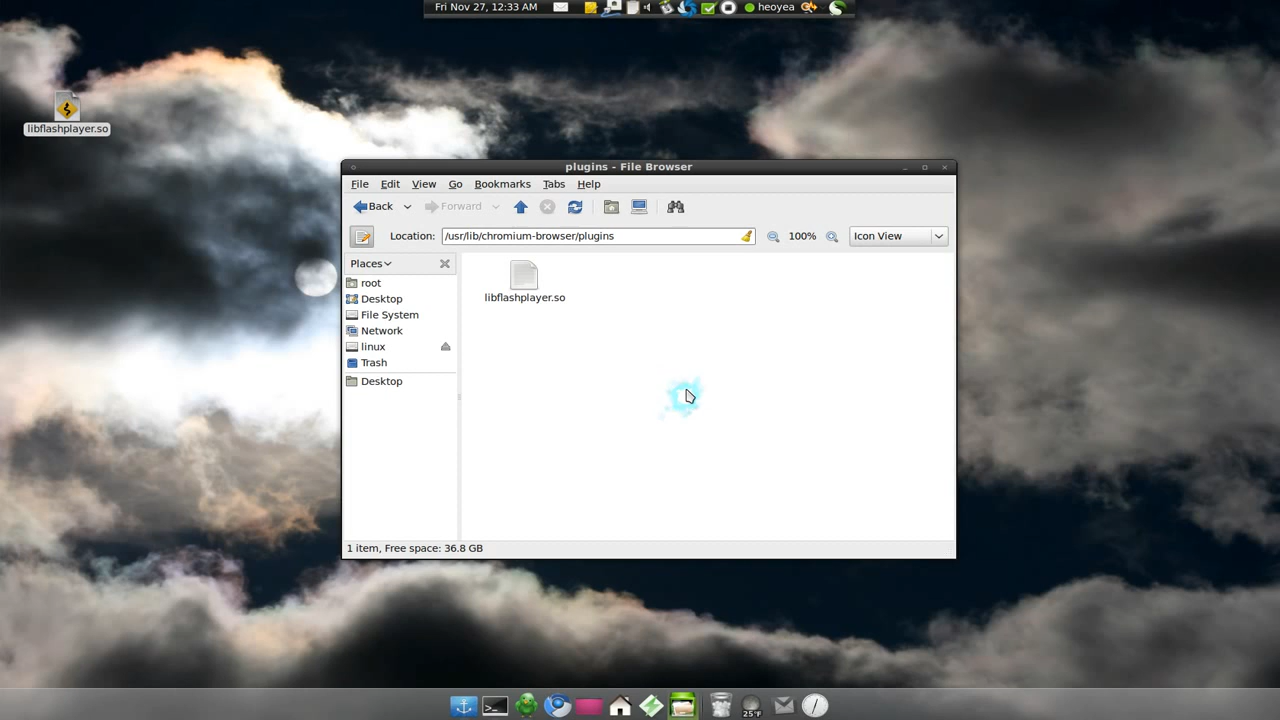 Fri Nov 27, 12:33 AM heoyea
libflashplayer.so
plugins - File Browser
File Edit View Go Bookmarks Tabs Help
Back Forward
Location: /usr/lib/chromium-browser/plugins 100% Icon View
Places
root
Desktop
File System
Network
linux
Trash
Desktop
libflashplayer.so
1 item, Free space: 36.8 GB
25°F